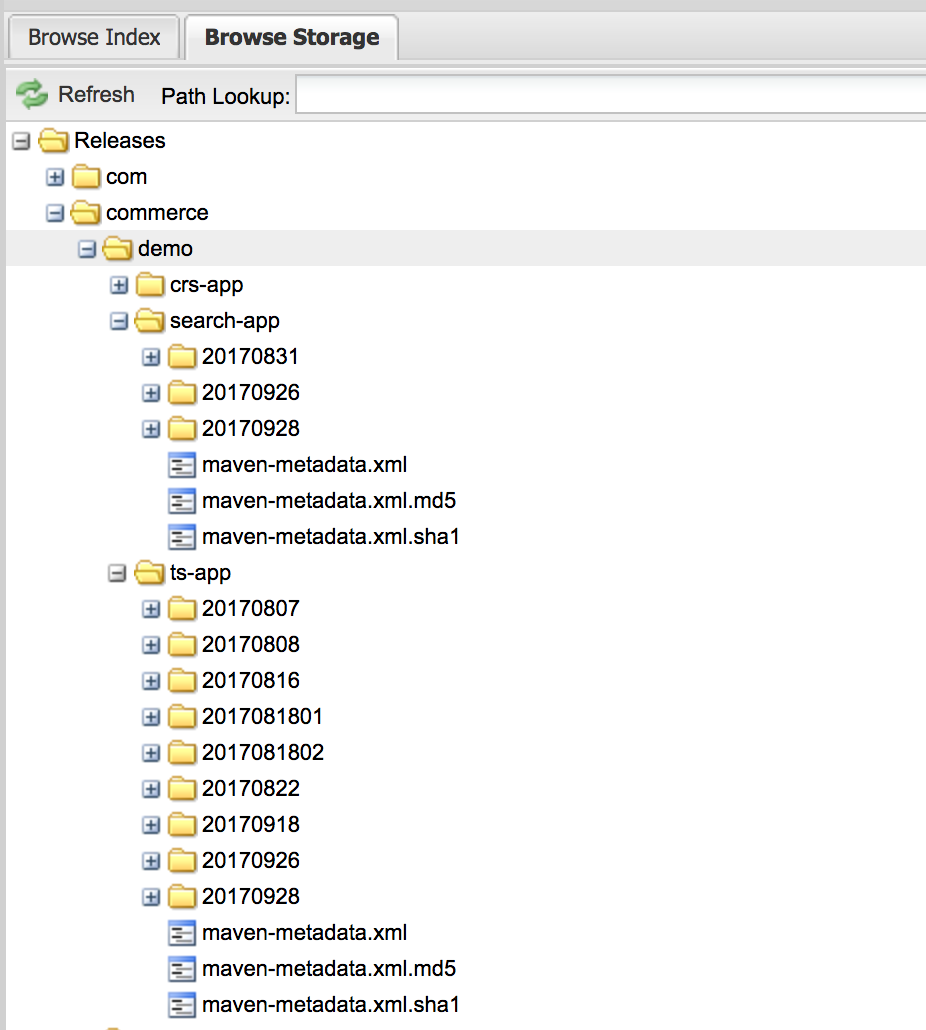 Browse Index Browse Storage
Refresh Path Lookup:
Releases
com
commerce
demo
crs-app
search-app
20170831
20170926
20170928
maven-metadata.xml
maven-metadata.xml.md5
maven-metadata.xml.sha1
ts-app
20170807
20170808
20170816
2017081801
2017081802
20170822
20170918
20170926
20170928
maven-metadata.xml
maven-metadata.xml.md5
maven-metadata.xml.sha1